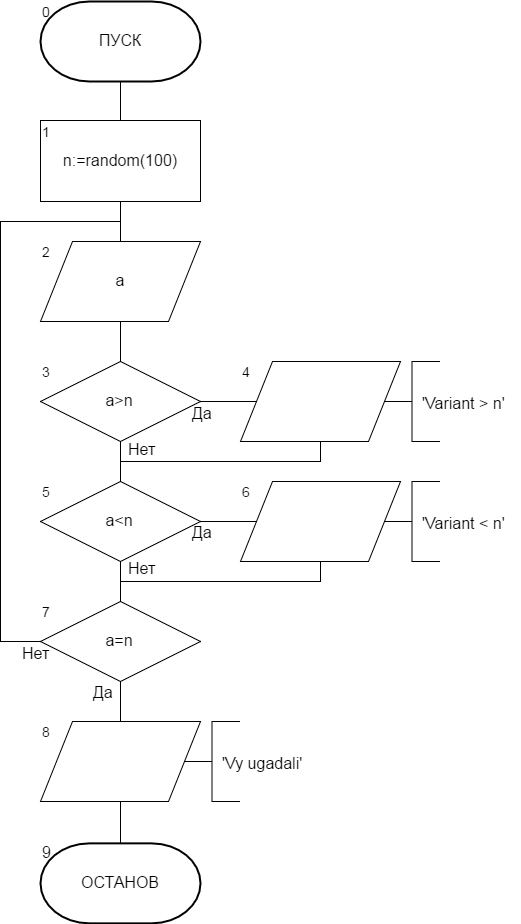 0
ПУСК
1
n:=random(100)
2
a
3
a>n
Да
4
'Variant > n'
Нет
5
a<n
Да
6
'Variant < n'
Нет
7
a=n
Нет
Да
8
'Vy ugadali'
9
ОСТАНОВ